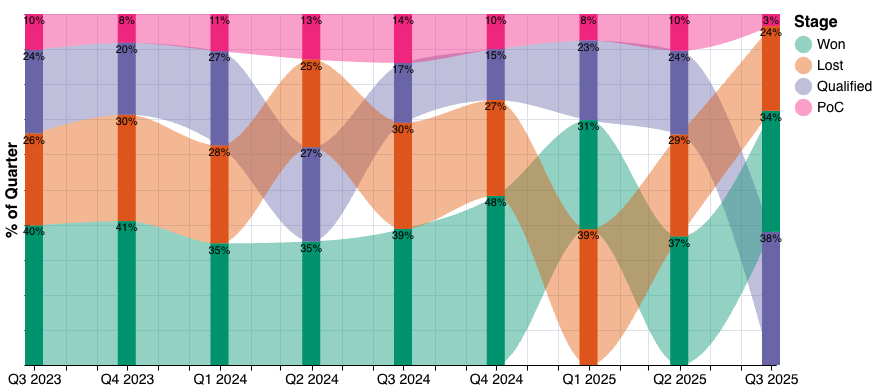 10% 8% 11% 13% 14% 10% 8% 10% 3%
24% 20% 27% 25% 17% 15% 23% 24% 24%
26% 30% 28% 27% 30% 27% 31% 29% 34%
40% 41% 35% 35% 39% 48% 39% 37% 38%
% of Quarter
Q3 2023 Q4 2023 Q1 2024 Q2 2024 Q3 2024 Q4 2024 Q1 2025 Q2 2025 Q3 2025
Stage
Won
Lost
Qualified
PoC